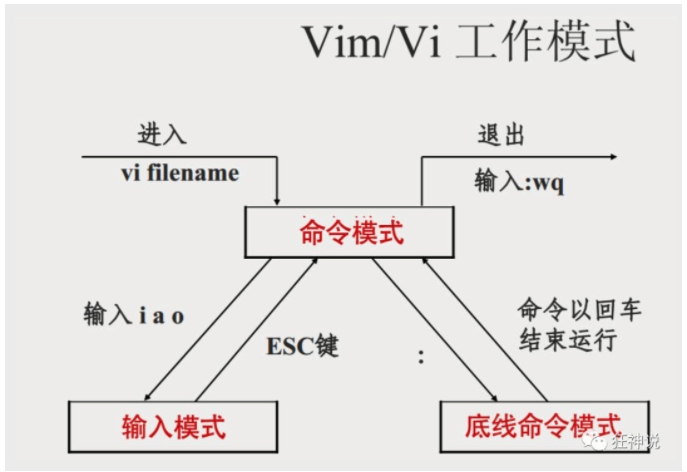 Vim/Vi 工作模式
进入
vi filename
退出
输入:wq
命令模式
输入 i a o
ESC键
:
命令以回车
结束运行
输入模式
底线命令模式
狂神说